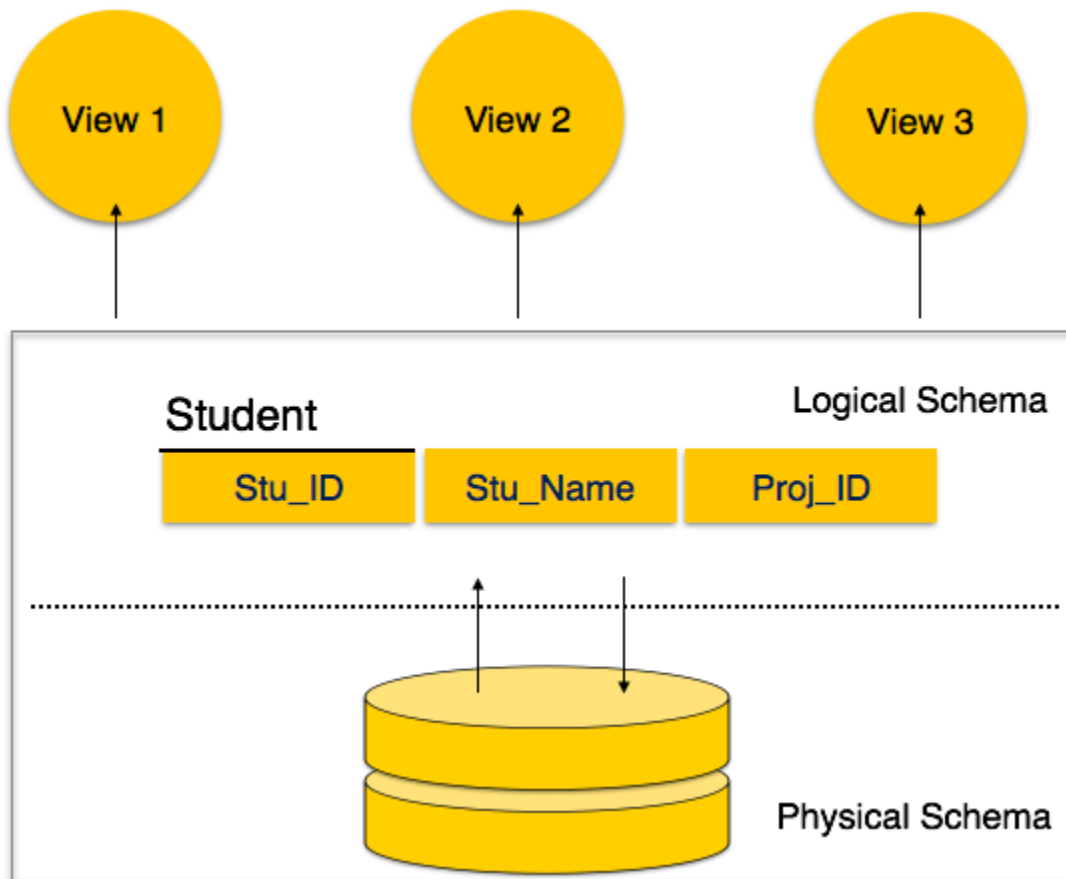 View 1
View 2
View 3
Logical Schema
Student
Stu_ID
Stu_Name
Proj_ID
Physical Schema